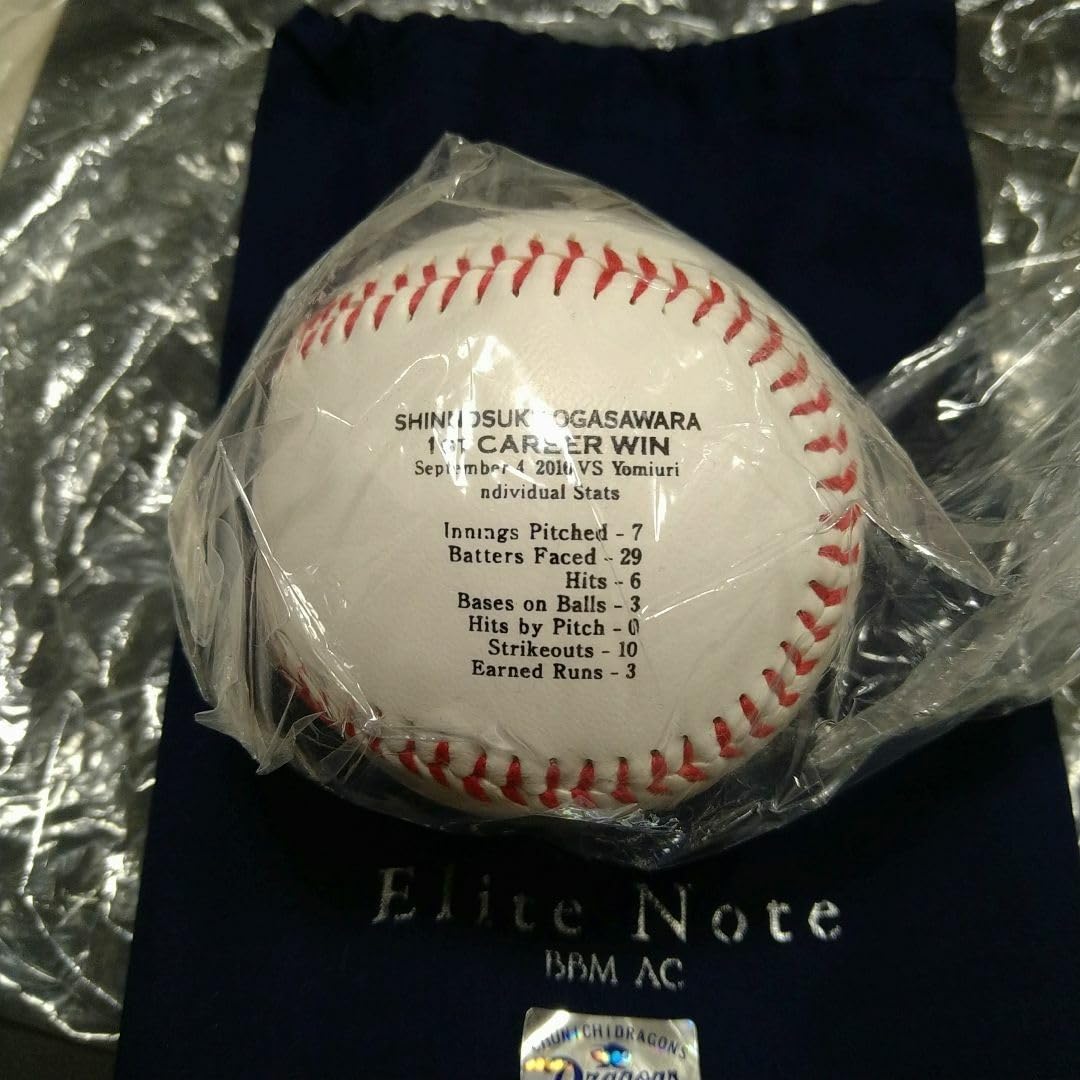 SHINNOSUKE OGASAWARA
1st CAREER WIN
September 4 2016 VS Yomiuri
ndividual Stats
Innings Pitched - 7
Batters Faced - 29
Hits - 6
Bases on Balls - 3
Hits by Pitch - 0
Strikeouts - 10
Earned Runs - 3
Elite Note
BBM AC
CHUNICHI DRAGONS
Dragons